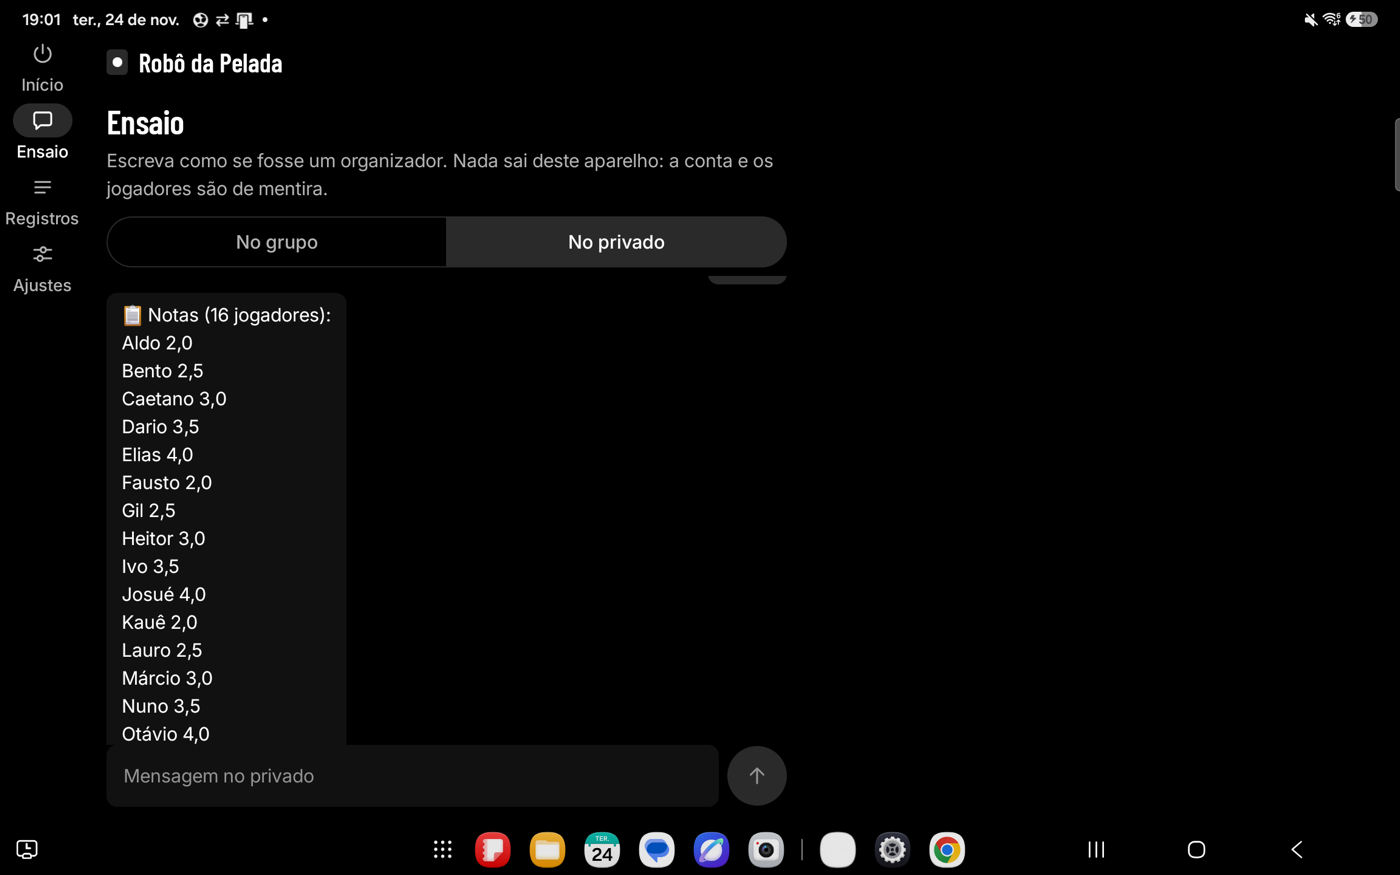 19:01 ter., 24 de nov.
50
Início
Robô da Pelada
Ensaio
Ensaio
Escreva como se fosse um organizador. Nada sai deste aparelho: a conta e os
jogadores são de mentira.
Registros
No grupo
No privado
Ajustes
📋 Notas (16 jogadores):
Aldo 2,0
Bento 2,5
Caetano 3,0
Dario 3,5
Elias 4,0
Fausto 2,0
Gil 2,5
Heitor 3,0
Ivo 3,5
Josué 4,0
Kauê 2,0
Lauro 2,5
Márcio 3,0
Nuno 3,5
Otávio 4,0
Mensagem no privado
TER.
24